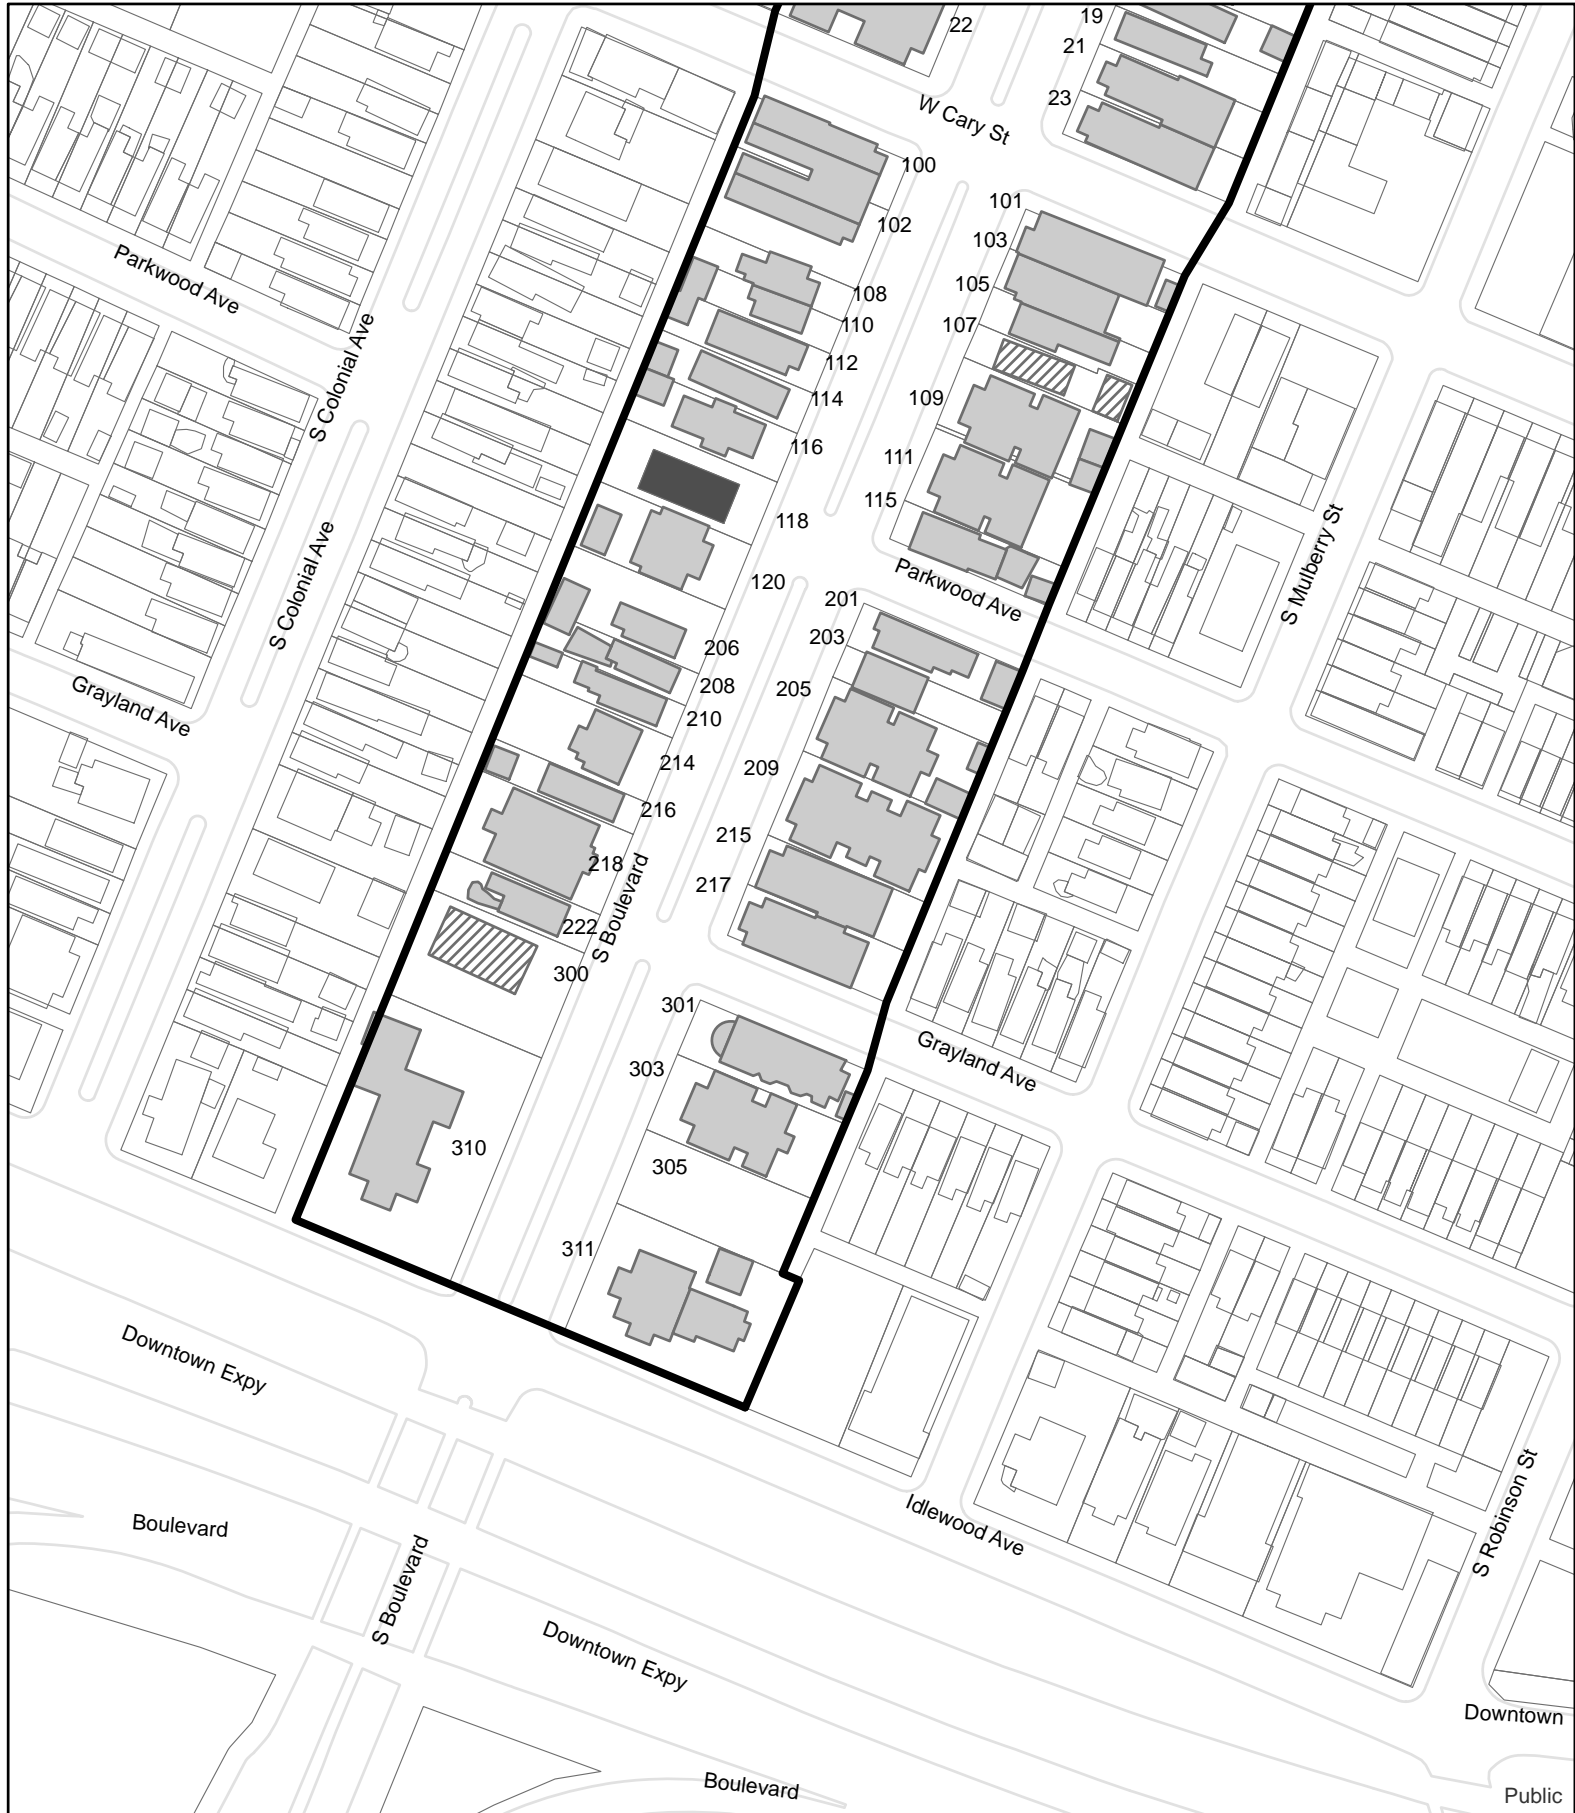 19
22
21
23
W Cary St
100
101
102
103
Parkwood Ave
105
108
107
110
S Colonial Ave
112
109
114
116
111
115
118
S Colonial Ave
S Mulberry St
120
Parkwood Ave
201
203
206
205
208
Grayland Ave
210
214
209
216
215
218
217
222
S Boulevard
300
301
Grayland Ave
303
310
305
311
Downtown Expy
Idlewood Ave
Boulevard
S Robinson St
S Boulevard
Downtown Expy
Downtown
Boulevard
Public